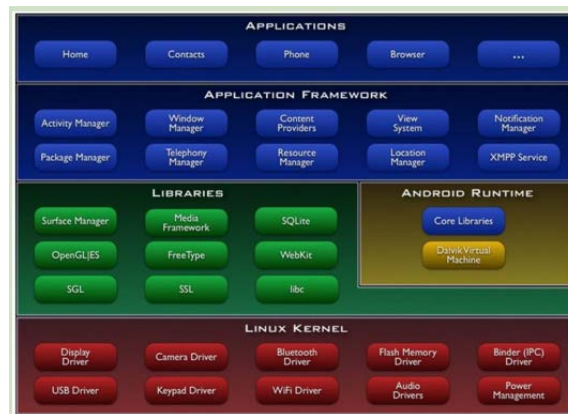 APPLICATIONS
Home Contacts Phone Browser ...
APPLICATION FRAMEWORK
Activity Manager Window Manager Content Providers View System Notification Manager
Package Manager Telephony Manager Resource Manager Location Manager XMPP Service
LIBRARIES
Surface Manager Media Framework SQLite
OpenGL|ES FreeType WebKit
SGL SSL libc
ANDROID RUNTIME
Core Libraries
Dalvik Virtual Machine
LINUX KERNEL
Display Driver Camera Driver Bluetooth Driver Flash Memory Driver Binder (IPC) Driver
USB Driver Keypad Driver WiFi Driver Audio Drivers Power Management